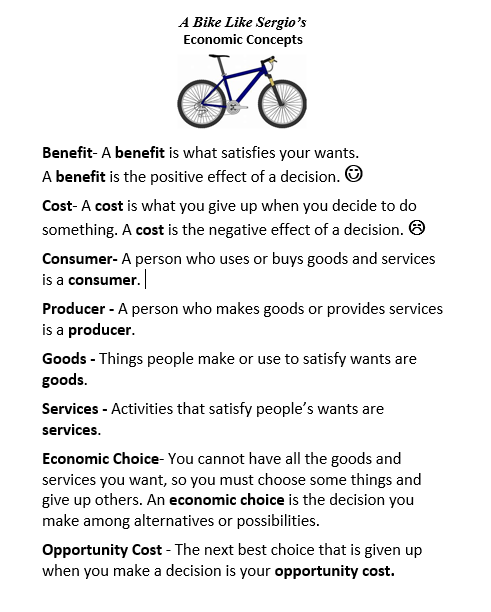 A Bike Like Sergio’s
Economic Concepts
Benefit- A benefit is what satisfies your wants.
A benefit is the positive effect of a decision.
Cost- A cost is what you give up when you decide to do
something. A cost is the negative effect of a decision.
Consumer- A person who uses or buys goods and services
is a consumer.
Producer - A person who makes goods or provides services
is a producer.
Goods - Things people make or use to satisfy wants are
goods.
Services - Activities that satisfy people’s wants are
services.
Economic Choice- You cannot have all the goods and
services you want, so you must choose some things and
give up others. An economic choice is the decision you
make among alternatives or possibilities.
Opportunity Cost - The next best choice that is given up
when you make a decision is your opportunity cost.